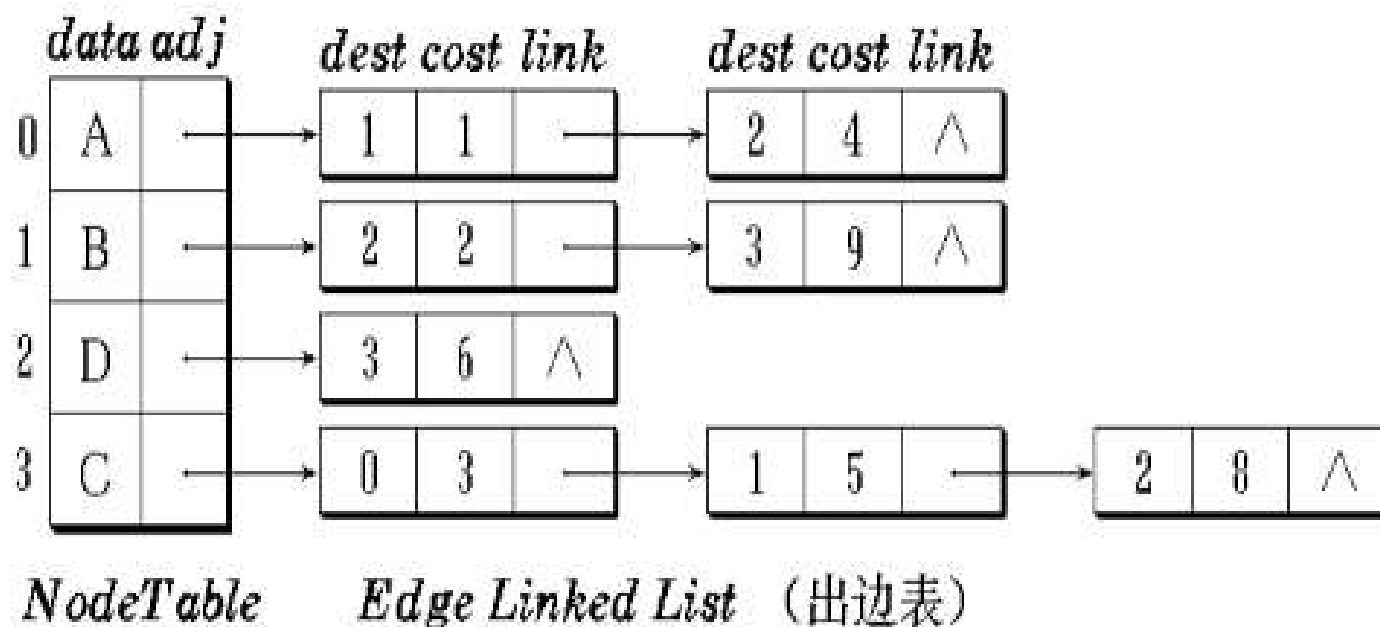 data adj dest cost link dest cost link
0 A 1 1 2 4 ∧
1 B 2 2 3 9 ∧
2 D 3 6 ∧
3 C 0 3 1 5 2 8 ∧
NodeTable Edge Linked List （出边表）